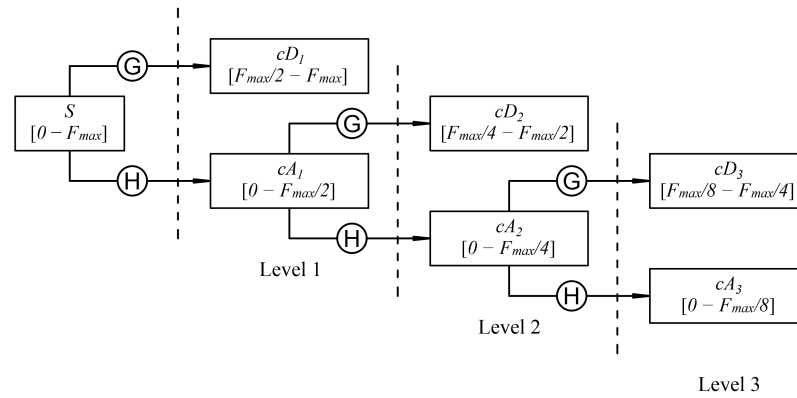 G
cD1
[Fmax/2 – Fmax]
S
[0 – Fmax]
H
cA1
[0 – Fmax/2]
Level 1
G
cD2
[Fmax/4 – Fmax/2]
H
cA2
[0 – Fmax/4]
Level 2
G
cD3
[Fmax/8 – Fmax/4]
H
cA3
[0 – Fmax/8]
Level 3